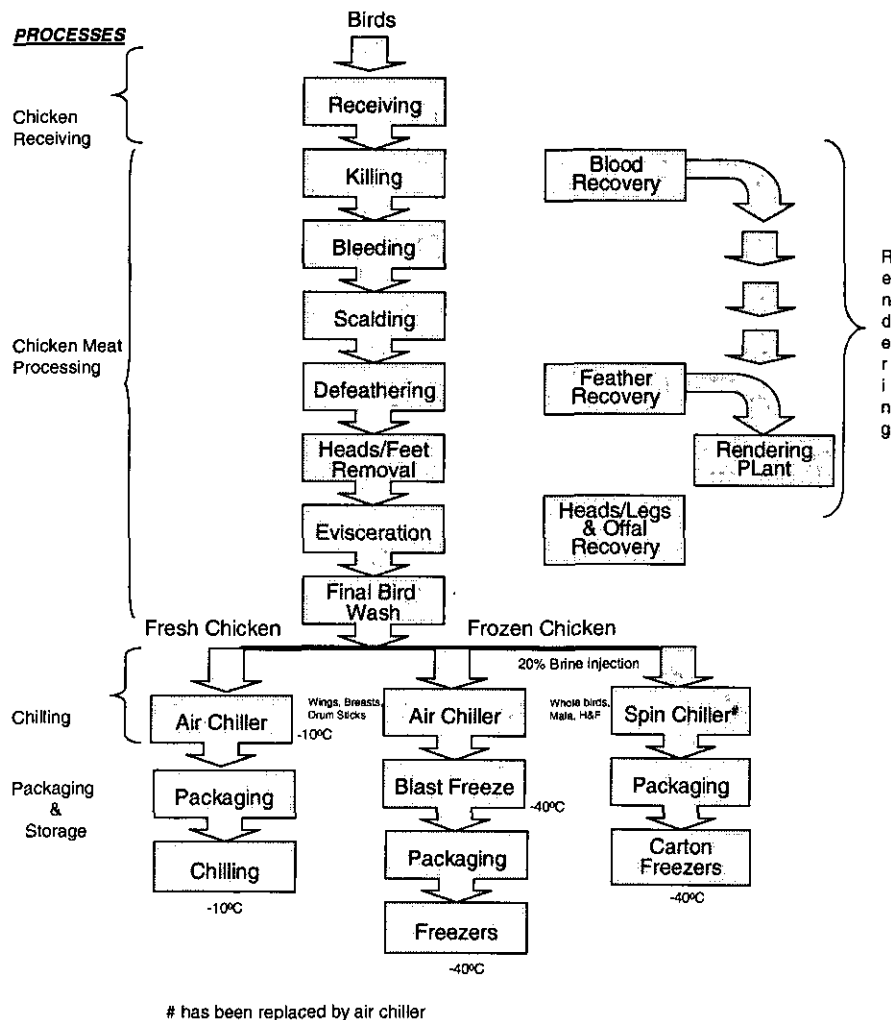 PROCESSES
Birds
Chicken
Receiving
Receiving
Killing
Bleeding
Scalding
Chicken Meat
Processing
Defeathering
Heads/Feet
Removal
Evisceration
Final Bird
Wash
Blood
Recovery
Feather
Recovery
Rendering
PLant
Heads/Legs
& Offal
Recovery
Rendering
Fresh Chicken
Frozen Chicken
20% Brine injection
Chilling
Air Chiller
-10ºC
Wings, Breasts,
Drum Sticks
Air Chiller
Whole birds,
Mala, H&F
Spin Chiller#
Packaging
&
Storage
Packaging
Chilling
-10ºC
Blast Freeze
-40ºC
Packaging
Freezers
-40ºC
Packaging
Carton
Freezers
-40ºC
# has been replaced by air chiller